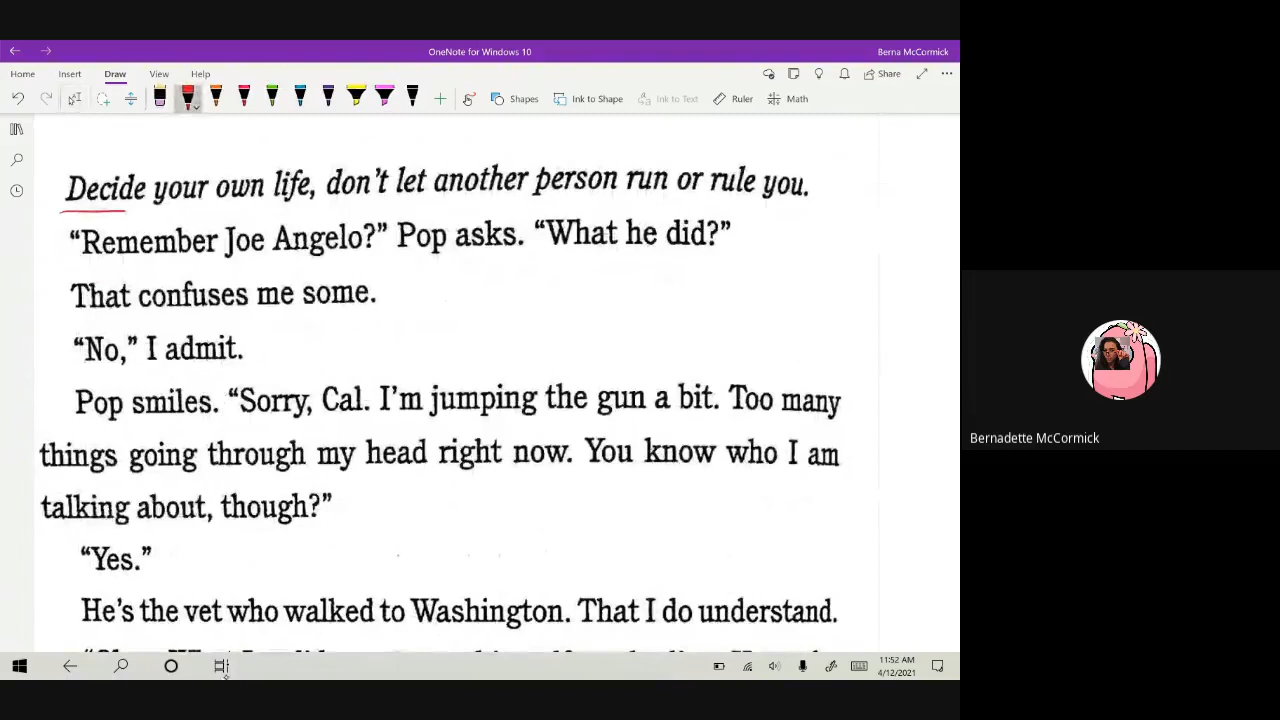 OneNote for Windows 10
Berna McCormick
Home Insert Draw View Help
Share
Shapes Ink to Shape Ink to Text Ruler Math
Decide your own life, don't let another person run or rule you.
“Remember Joe Angelo?” Pop asks. “What he did?”
That confuses me some.
“No,” I admit.
Pop smiles. “Sorry, Cal. I'm jumping the gun a bit. Too many
things going through my head right now. You know who I am
talking about, though?”
“Yes.”
He's the vet who walked to Washington. That I do understand.
11:52 AM
4/12/2021
Bernadette McCormick